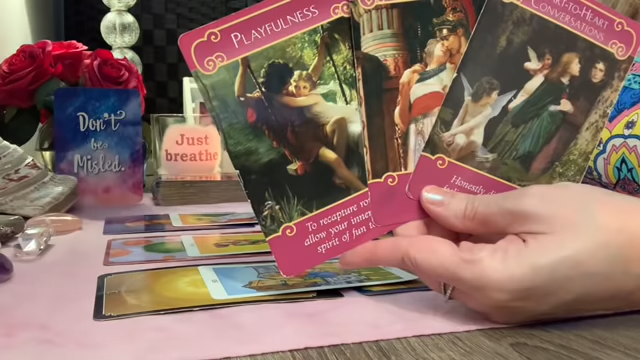 PLAYFULNESS
To recapture
allow your inner
spirit of fun
HEART-TO-HEART
CONVERSATIONS
Honestly
Don't
be
Misled.
Just
breathe